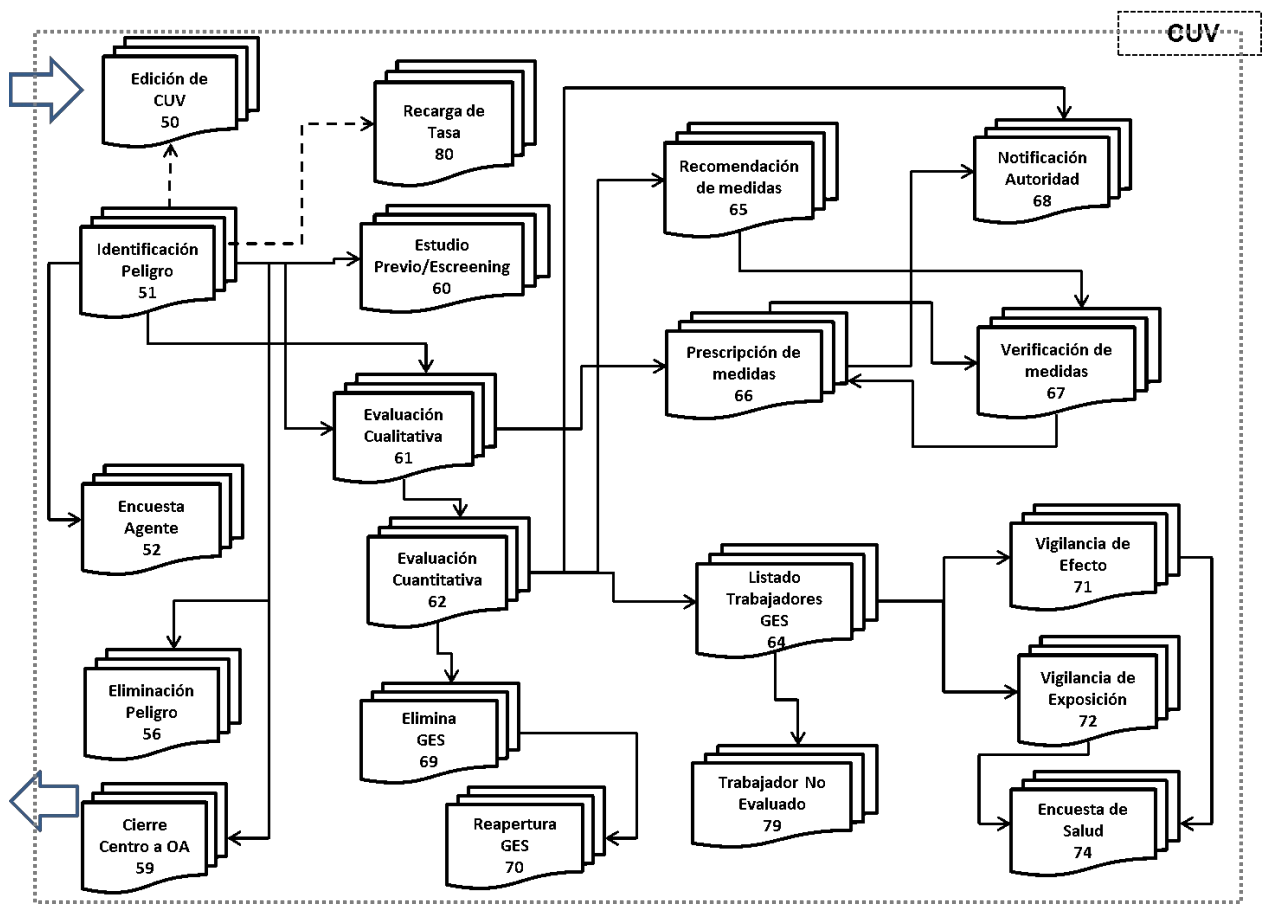 CUV
Edición de
CUV
50
Recarga de
Tasa
80
Recomendación
de medidas
65
Notificación
Autoridad
68
Identificación
Peligro
51
Estudio
Previo/Escreening
60
Prescripción de
medidas
66
Verificación de
medidas
67
Evaluación
Cualitativa
61
Encuesta
Agente
52
Evaluación
Cuantitativa
62
Listado
Trabajadores
GES
64
Vigilancia de
Efecto
71
Eliminación
Peligro
56
Elimina
GES
69
Vigilancia de
Exposición
72
Trabajador No
Evaluado
79
Cierre
Centro a OA
59
Reapertura
GES
70
Encuesta de
Salud
74